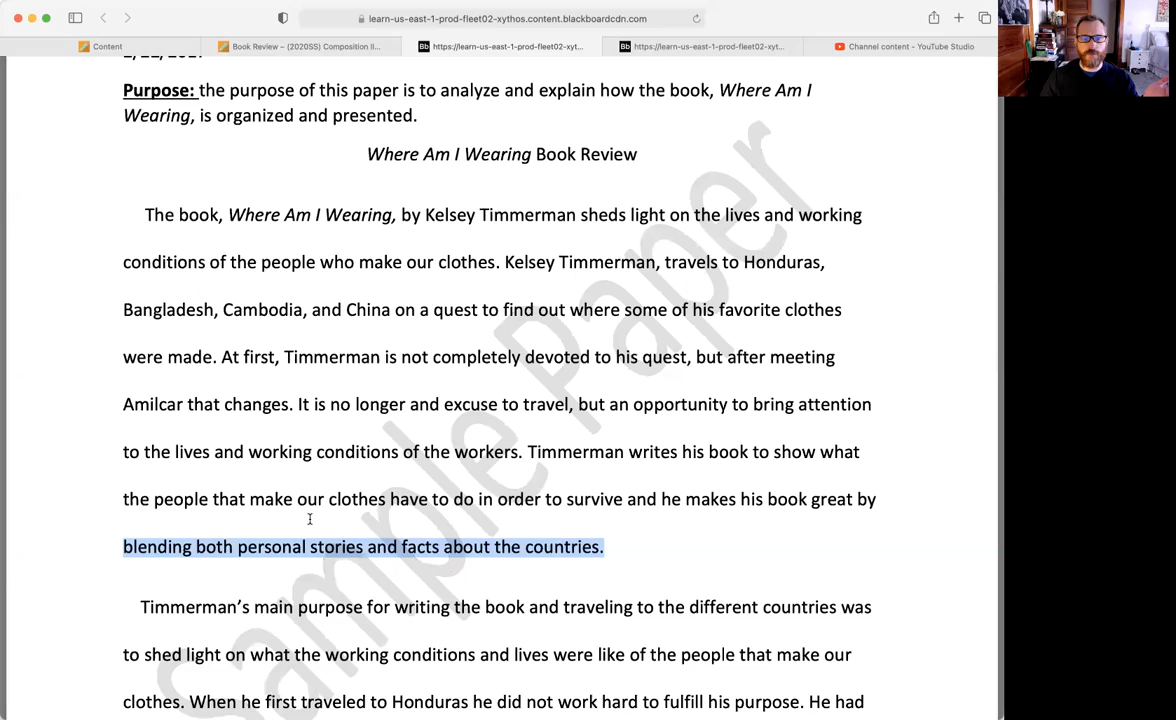 learn-us-east-1-prod-fleet02-xythos.content.blackboardcdn.com
Content
Book Review – (2020SS) Composition II...
Bb https://learn-us-east-1-prod-fleet02-xyt...
Bb https://learn-us-east-1-prod-fleet02-xyt...
Channel content - YouTube Studio
Purpose: the purpose of this paper is to analyze and explain how the book, Where Am I
Wearing, is organized and presented.
Where Am I Wearing Book Review
The book, Where Am I Wearing, by Kelsey Timmerman sheds light on the lives and working
conditions of the people who make our clothes. Kelsey Timmerman, travels to Honduras,
Bangladesh, Cambodia, and China on a quest to find out where some of his favorite clothes
were made. At first, Timmerman is not completely devoted to his quest, but after meeting
Amilcar that changes. It is no longer and excuse to travel, but an opportunity to bring attention
to the lives and working conditions of the workers. Timmerman writes his book to show what
the people that make our clothes have to do in order to survive and he makes his book great by
blending both personal stories and facts about the countries.
Timmerman’s main purpose for writing the book and traveling to the different countries was
to shed light on what the working conditions and lives were like of the people that make our
clothes. When he first traveled to Honduras he did not work hard to fulfill his purpose. He had
Sample Paper